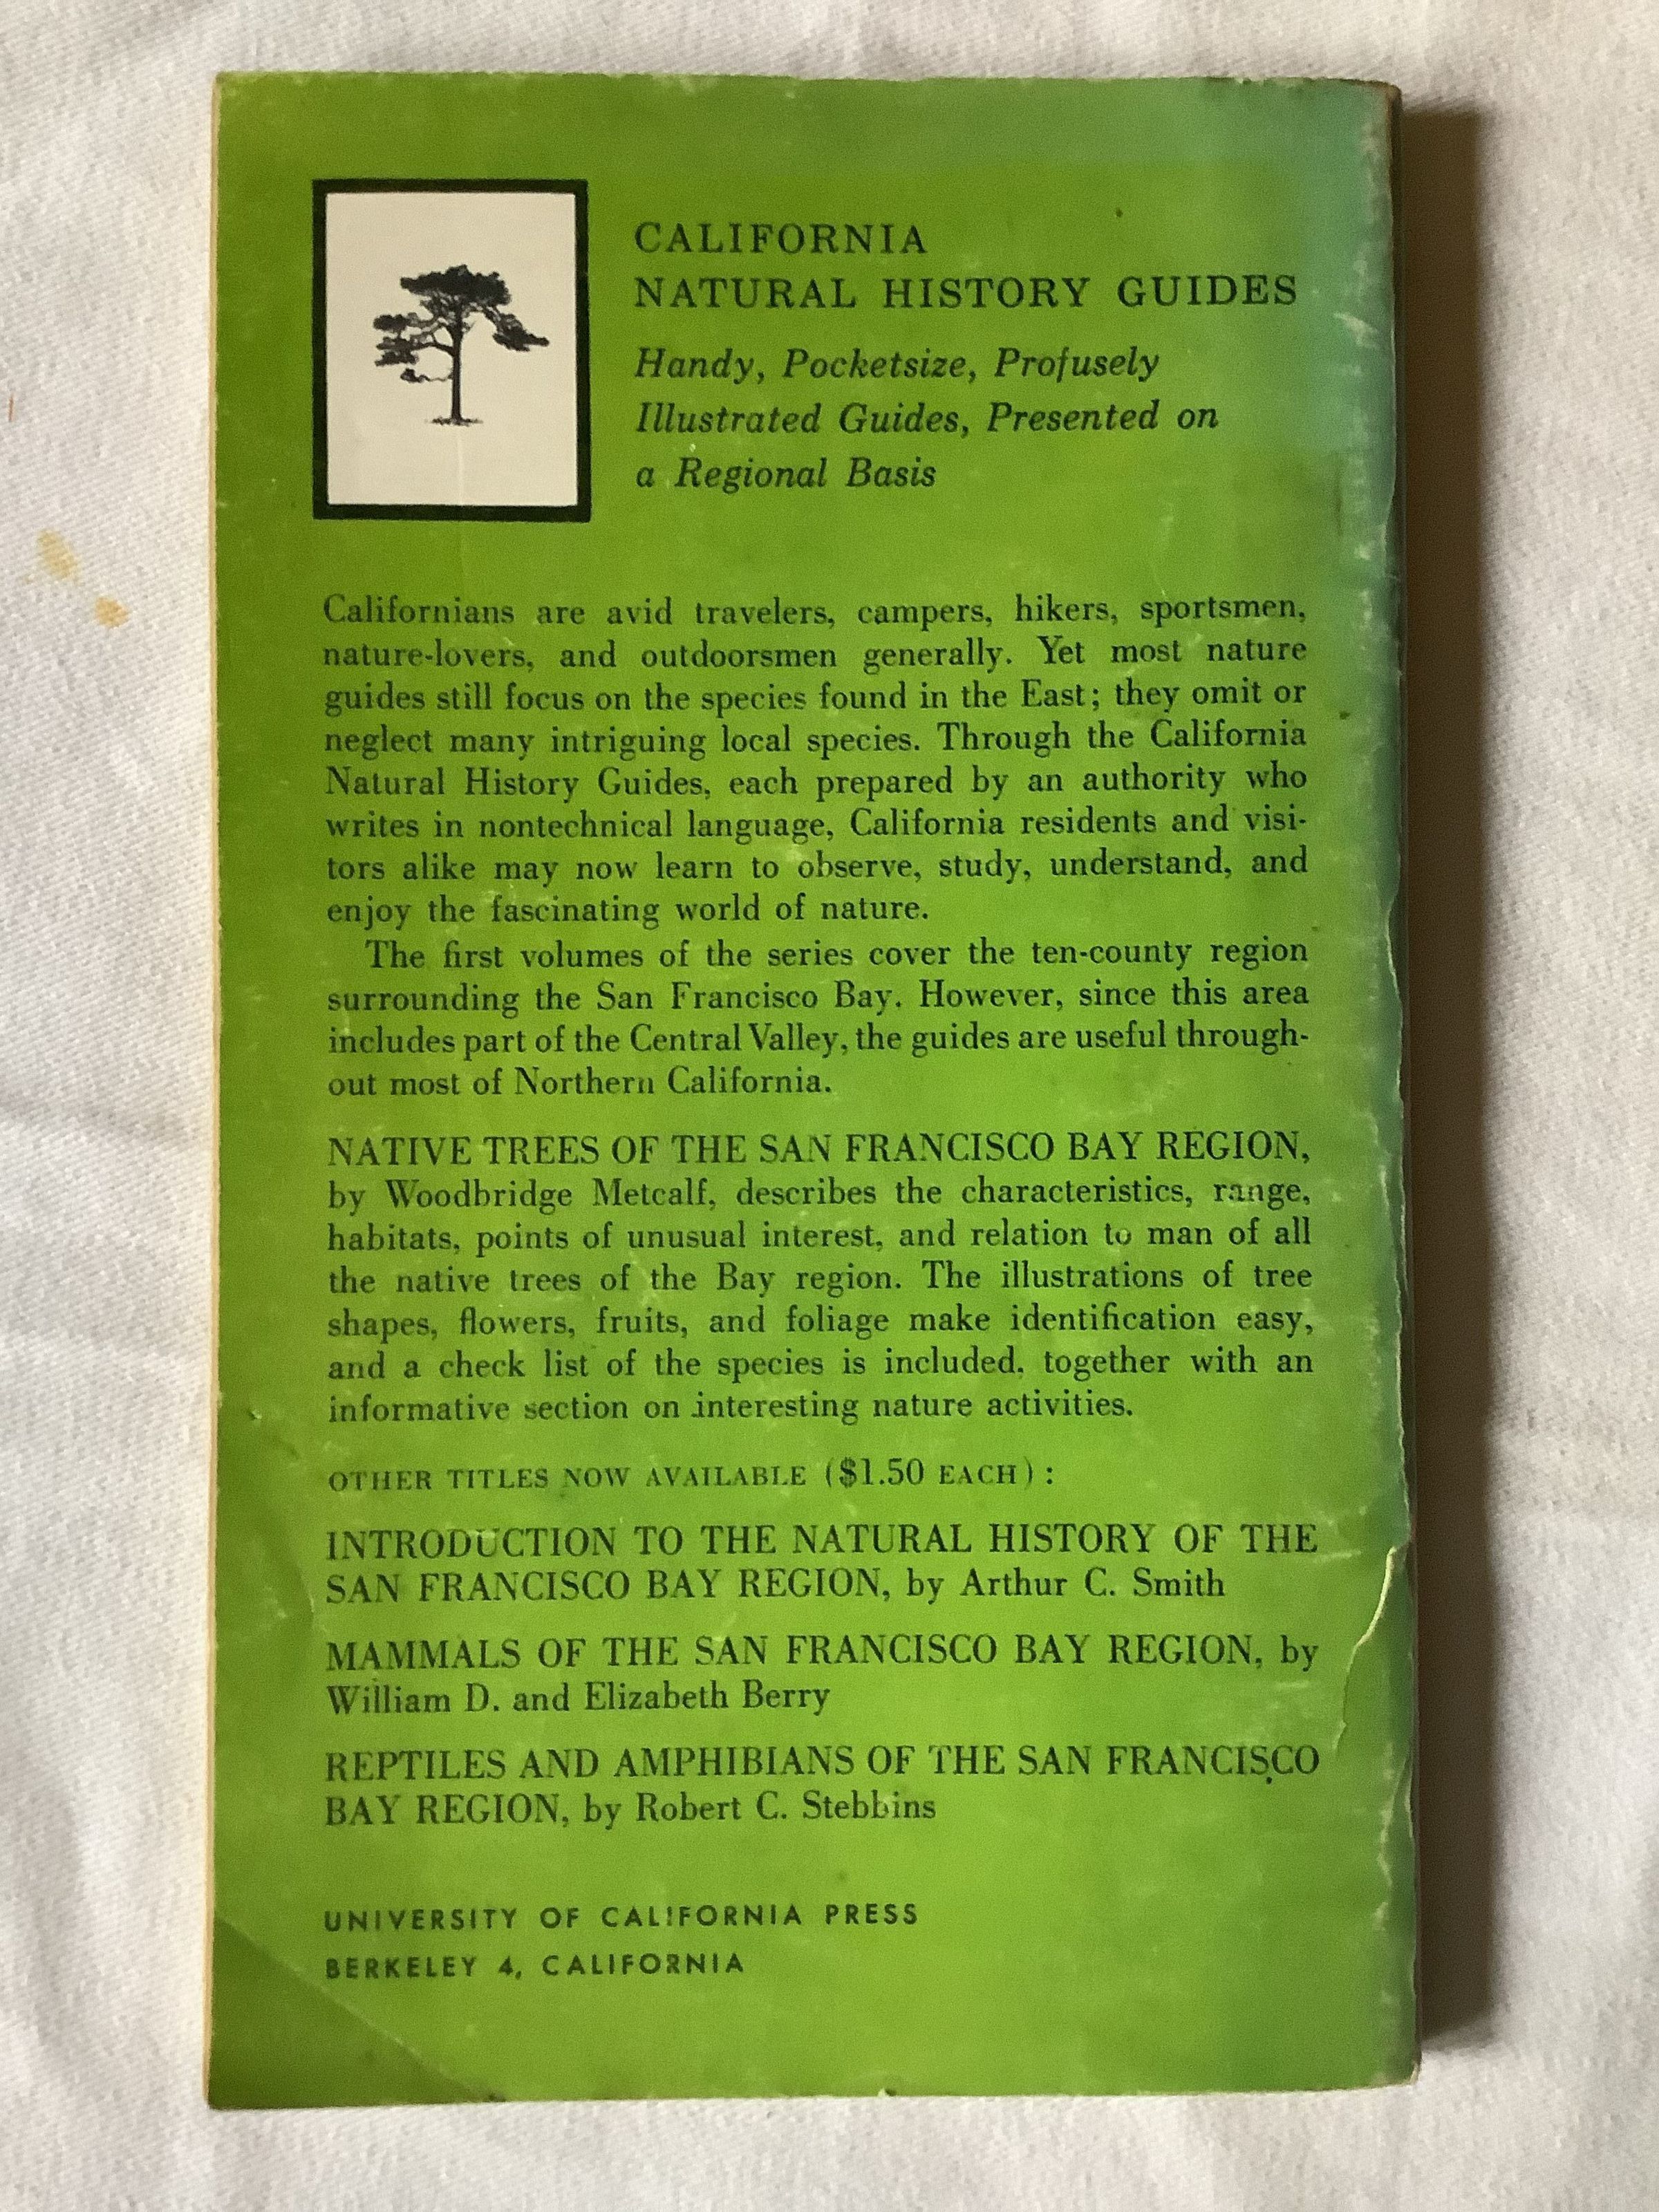 CALIFORNIA
NATURAL HISTORY GUIDES
Handy, Pocketsize, Profusely
Illustrated Guides, Presented on
a Regional Basis
Californians are avid travelers, campers, hikers, sportsmen,
nature-lovers, and outdoorsmen generally. Yet most nature
guides still focus on the species found in the East; they omit or
neglect many intriguing local species. Through the California
Natural History Guides, each prepared by an authority who
writes in nontechnical language, California residents and visi-
tors alike may now learn to observe, study, understand, and
enjoy the fascinating world of nature.
The first volumes of the series cover the ten-county region
surrounding the San Francisco Bay. However, since this area
includes part of the Central Valley, the guides are useful through-
out most of Northern California.
NATIVE TREES OF THE SAN FRANCISCO BAY REGION,
by Woodbridge Metcalf, describes the characteristics, range,
habitats, points of unusual interest, and relation to man of all
the native trees of the Bay region. The illustrations of tree
shapes, flowers, fruits, and foliage make identification easy,
and a check list of the species is included, together with an
informative section on interesting nature activities.
OTHER TITLES NOW AVAILABLE ($1.50 EACH):
INTRODUCTION TO THE NATURAL HISTORY OF THE
SAN FRANCISCO BAY REGION, by Arthur C. Smith
MAMMALS OF THE SAN FRANCISCO BAY REGION, by
William D. and Elizabeth Berry
REPTILES AND AMPHIBIANS OF THE SAN FRANCISCO
BAY REGION, by Robert C. Stebbins
UNIVERSITY OF CALIFORNIA PRESS
BERKELEY 4, CALIFORNIA